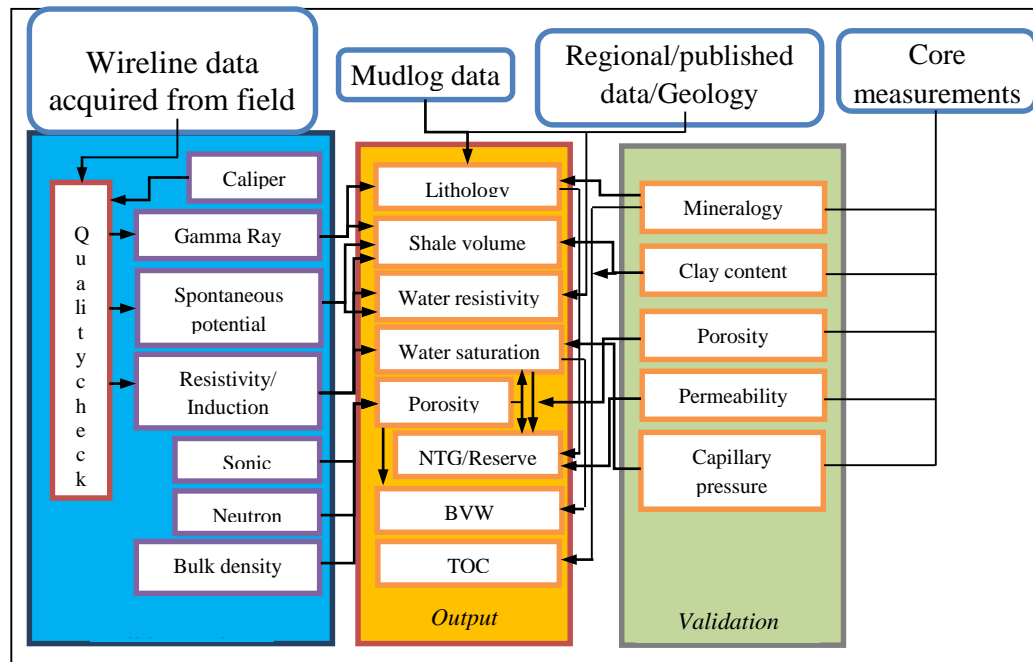 Wireline data
acquired from field
Mudlog data
Regional/published
data/Geology
Core
measurements
Quality check
Caliper
Gamma Ray
Spontaneous
potential
Resistivity/
Induction
Sonic
Neutron
Bulk density
Lithology
Shale volume
Water resistivity
Water saturation
Porosity
NTG/Reserve
BVW
TOC
Output
Mineralogy
Clay content
Porosity
Permeability
Capillary
pressure
Validation